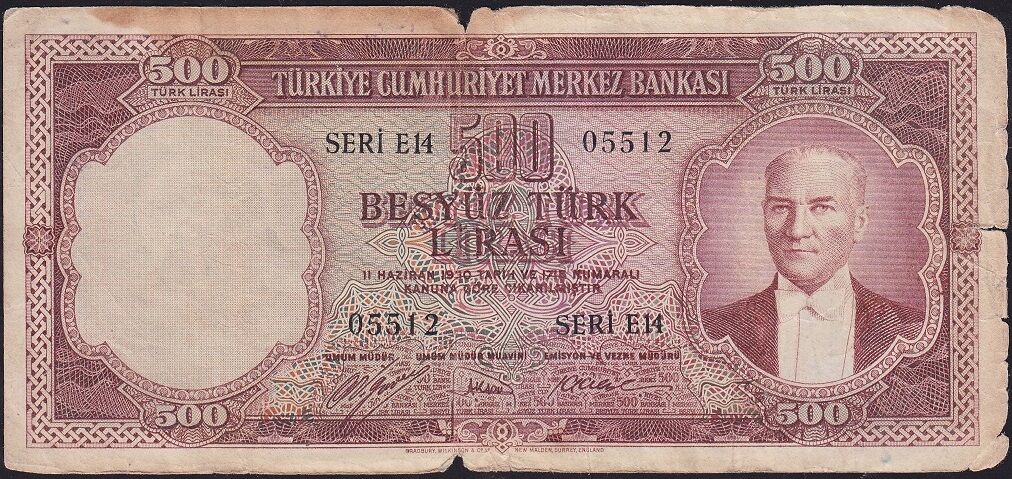 500 500
TÜRK LİRASI TÜRKİYE CUMHURİYET MERKEZ BANKASI TÜRK LİRASI
SERİ E14 500 05512
BEŞYÜZ TÜRK
LİRASI
11 HAZİRAN 1930 TARİH VE 1715 NUMARALI
KANUNA GÖRE ÇIKARILMIŞTIR
05512 SERİ E14
UMUM MÜDÜR UMUM MÜDÜR MUAVİNİ EMİSYON VE VEZNE MÜDÜRÜ
500 500
BRADBURY, WILKINSON & Cº Lᵈ NEW MALDEN, SURREY, ENGLAND